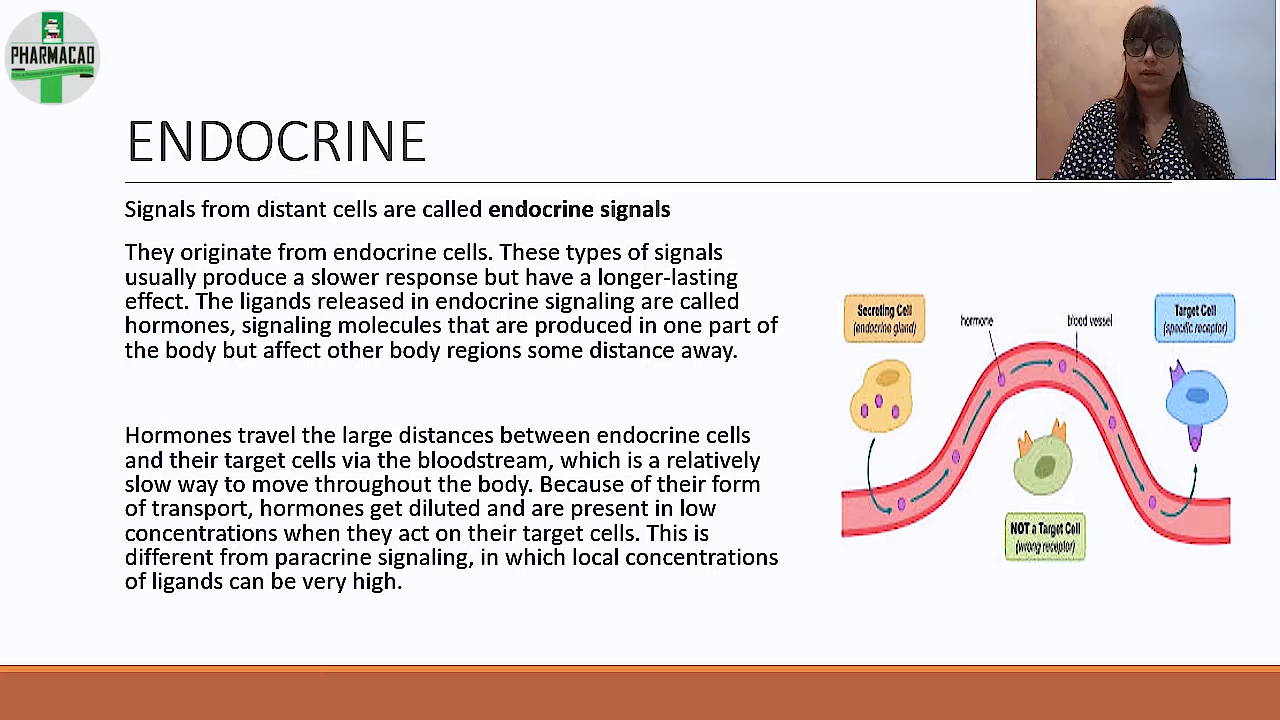 PHARMACAD
ENDOCRINE
Signals from distant cells are called endocrine signals
They originate from endocrine cells. These types of signals
usually produce a slower response but have a longer-lasting
effect. The ligands released in endocrine signaling are called
hormones, signaling molecules that are produced in one part of
the body but affect other body regions some distance away.
Hormones travel the large distances between endocrine cells
and their target cells via the bloodstream, which is a relatively
slow way to move throughout the body. Because of their form
of transport, hormones get diluted and are present in low
concentrations when they act on their target cells. This is
different from paracrine signaling, in which local concentrations
of ligands can be very high.
Secreting Cell
(endocrine gland)
hormone
blood vessel
Target Cell
(specific receptor)
NOT a Target Cell
(wrong receptor)